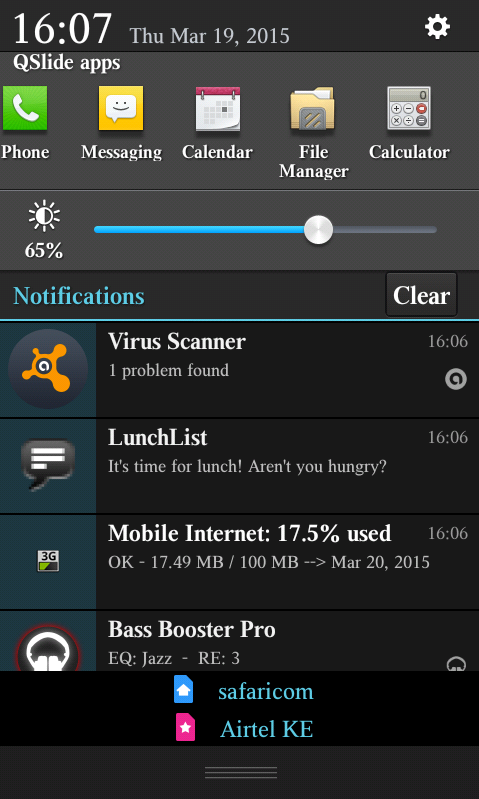 16:07 Thu Mar 19, 2015
QSlide apps
Phone Messaging Calendar File Manager Calculator
65%
Notifications Clear
Virus Scanner 16:06
1 problem found
LunchList 16:06
It's time for lunch! Aren't you hungry?
3G
Mobile Internet: 17.5% used 16:06
OK - 17.49 MB / 100 MB --> Mar 20, 2015
Bass Booster Pro
EQ: Jazz - RE: 3
safaricom
Airtel KE